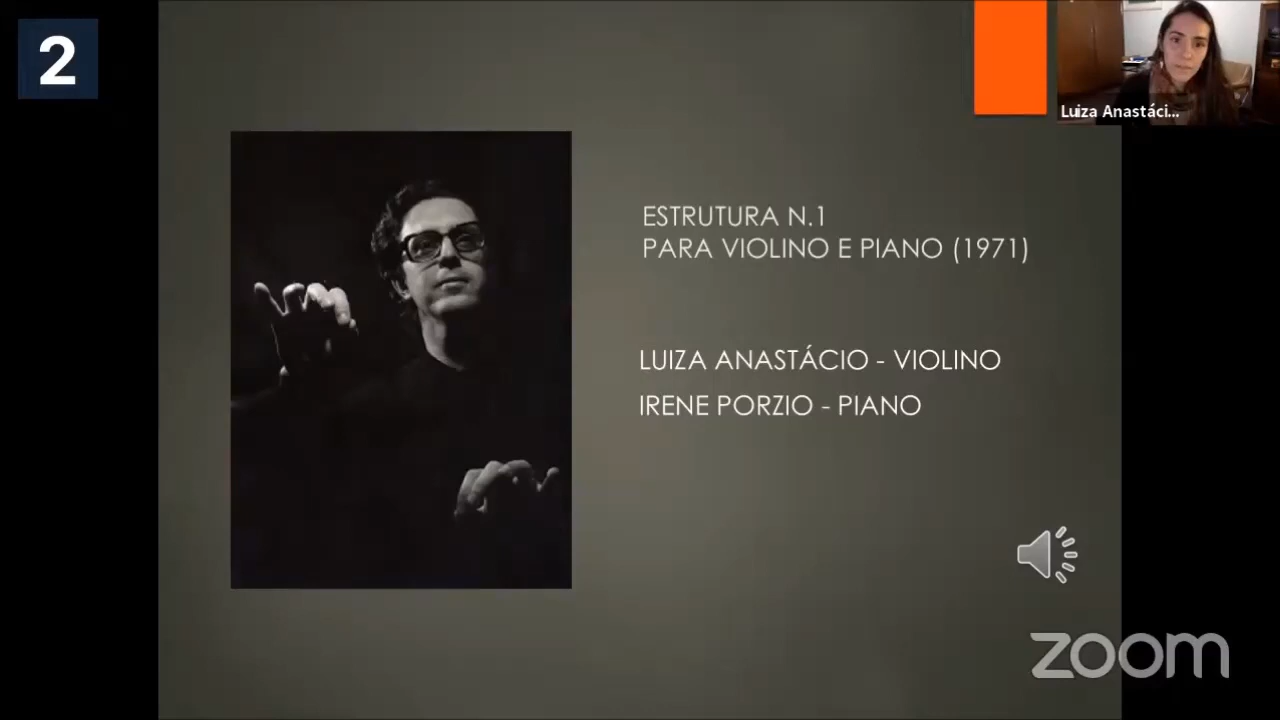 2
Luiza Anastáci...
ESTRUTURA N.1
PARA VIOLINO E PIANO (1971)
LUIZA ANASTÁCIO - VIOLINO
IRENE PORZIO - PIANO
zoom